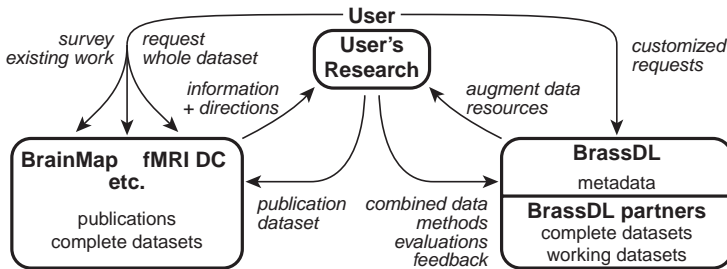 User
survey
existing work
request
whole dataset
User's
Research
customized
requests
information
+ directions
augment data
resources
BrainMap fMRI DC
etc.
publications
complete datasets
publication
dataset
combined data
methods
evaluations
feedback
BrassDL
metadata
BrassDL partners
complete datasets
working datasets